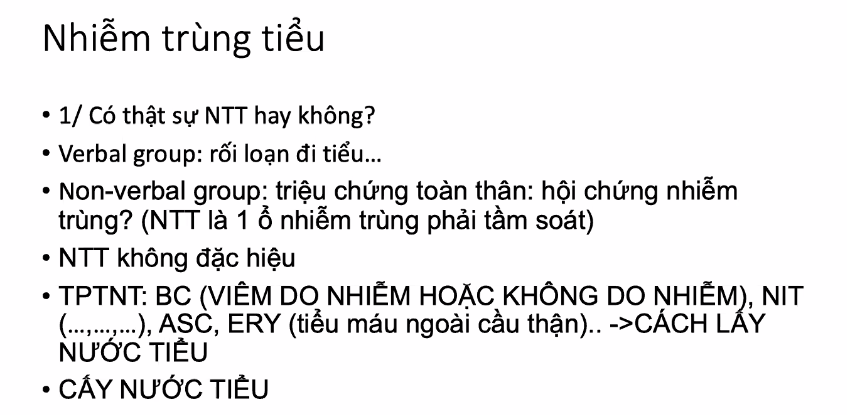 Nhiễm trùng tiểu
• 1/ Có thật sự NTT hay không?
• Verbal group: rối loạn đi tiểu...
• Non-verbal group: triệu chứng toàn thân: hội chứng nhiễm
trùng? (NTT là 1 ổ nhiễm trùng phải tầm soát)
• NTT không đặc hiệu
• TPTNT: BC (VIÊM DO NHIỄM HOẶC KHÔNG DO NHIỄM), NIT
(...,...,...), ASC, ERY (tiểu máu ngoài cầu thận).. ->CÁCH LẤY
NƯỚC TIỂU
• CẤY NƯỚC TIỂU